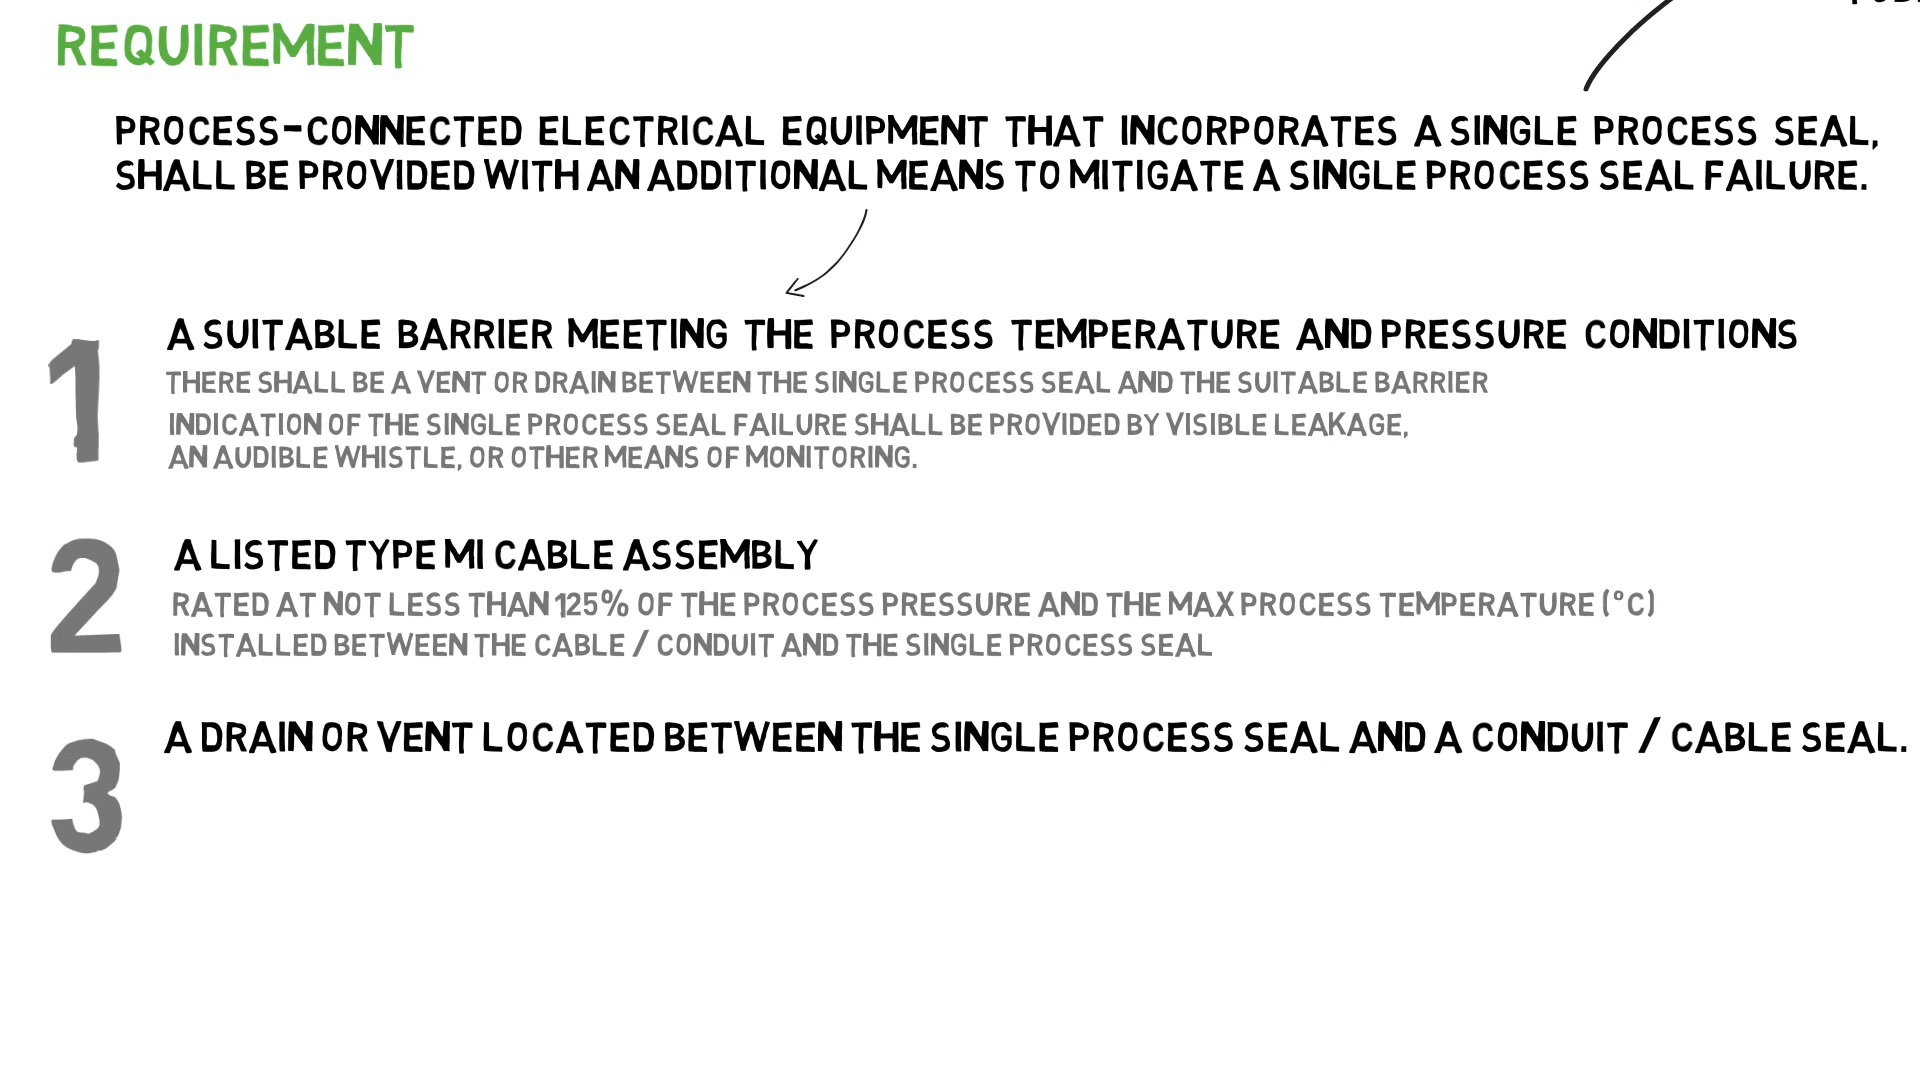 REQUIREMENT
PROCESS-CONNECTED ELECTRICAL EQUIPMENT THAT INCORPORATES A SINGLE PROCESS SEAL,
SHALL BE PROVIDED WITH AN ADDITIONAL MEANS TO MITIGATE A SINGLE PROCESS SEAL FAILURE.
1
A SUITABLE BARRIER MEETING THE PROCESS TEMPERATURE AND PRESSURE CONDITIONS
THERE SHALL BE A VENT OR DRAIN BETWEEN THE SINGLE PROCESS SEAL AND THE SUITABLE BARRIER
INDICATION OF THE SINGLE PROCESS SEAL FAILURE SHALL BE PROVIDED BY VISIBLE LEAKAGE,
AN AUDIBLE WHISTLE, OR OTHER MEANS OF MONITORING.
2
A LISTED TYPE MI CABLE ASSEMBLY
RATED AT NOT LESS THAN 125% OF THE PROCESS PRESSURE AND THE MAX PROCESS TEMPERATURE (°C)
INSTALLED BETWEEN THE CABLE / CONDUIT AND THE SINGLE PROCESS SEAL
3
A DRAIN OR VENT LOCATED BETWEEN THE SINGLE PROCESS SEAL AND A CONDUIT / CABLE SEAL.